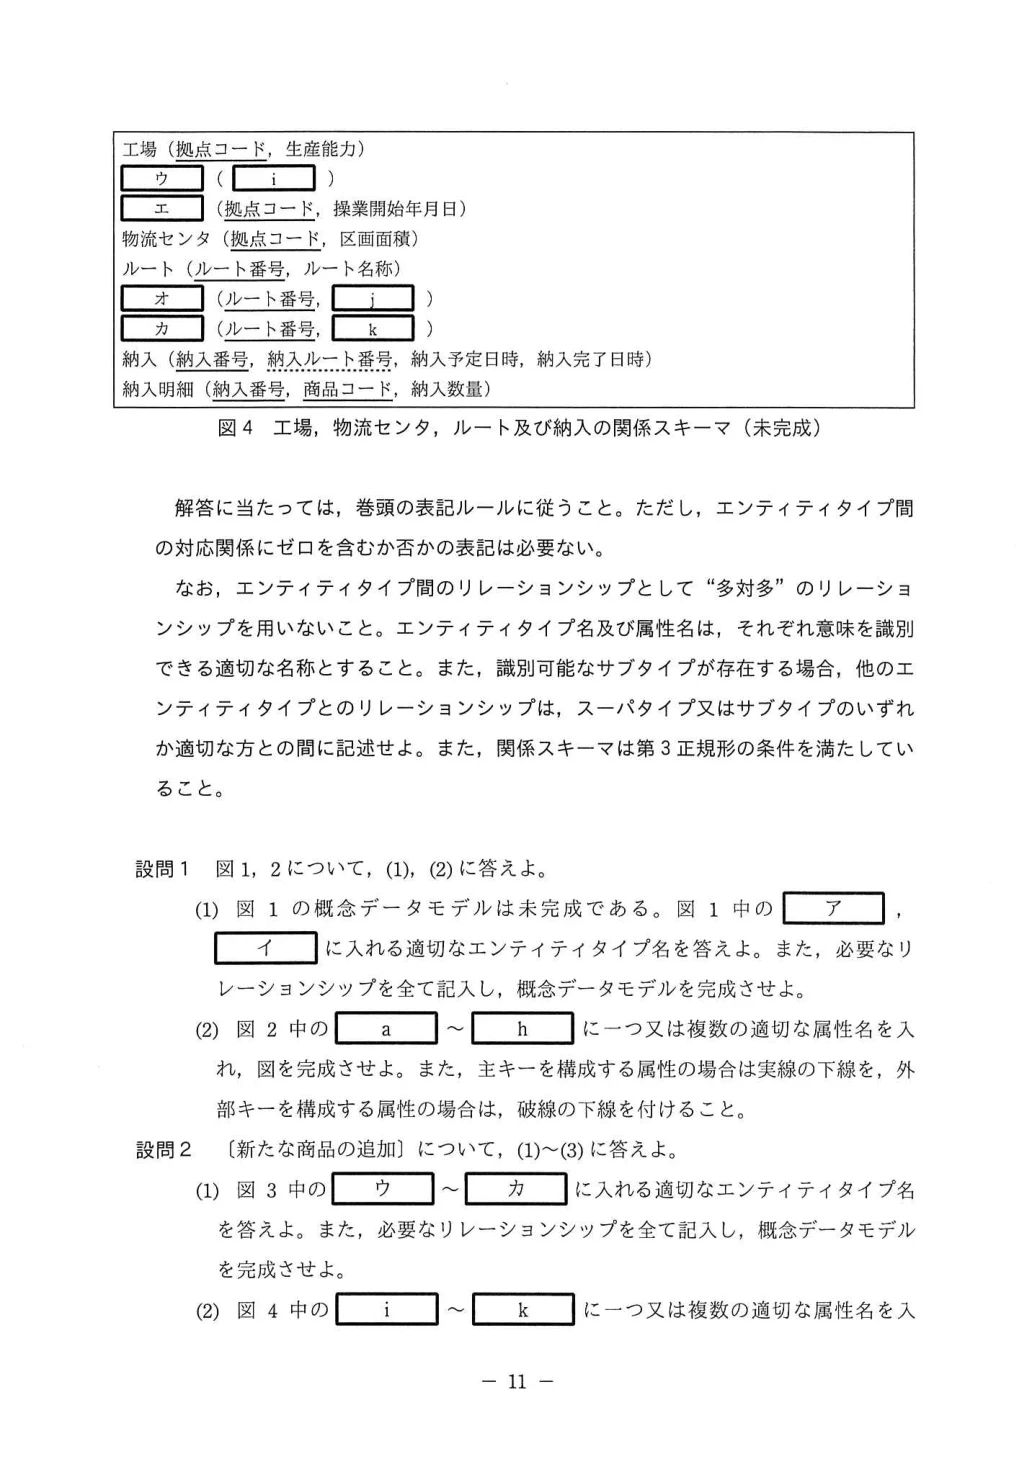 工場（拠点コード，生産能力）
ウ（ i ）
エ（拠点コード，操業開始年月日）
物流センタ（拠点コード，区画面積）
ルート（ルート番号，ルート名称）
オ（ルート番号， j ）
カ（ルート番号， k ）
納入（納入番号，納入ルート番号，納入予定日時，納入完了日時）
納入明細（納入番号，商品コード，納入数量）
図4 工場，物流センタ，ルート及び納入の関係スキーマ（未完成）
解答に当たっては，巻頭の表記ルールに従うこと。ただし，エンティティタイプ間
の対応関係にゼロを含むか否かの表記は必要ない。
なお，エンティティタイプ間のリレーションシップとして“多対多”のリレーショ
ンシップを用いないこと。エンティティタイプ名及び属性名は，それぞれ意味を識別
できる適切な名称とすること。また，識別可能なサブタイプが存在する場合，他のエ
ンティティタイプとのリレーションシップは，スーパタイプ又はサブタイプのいずれ
か適切な方との間に記述せよ。また，関係スキーマは第3正規形の条件を満たしてい
ること。
設問1 図1，2について，(1)，(2)に答えよ。
(1) 図1の概念データモデルは未完成である。図1中の ア ，
イ に入れる適切なエンティティタイプ名を答えよ。また，必要なリ
レーションシップを全て記入し，概念データモデルを完成させよ。
(2) 図2中の a ～ h に一つ又は複数の適切な属性名を入
れ，図を完成させよ。また，主キーを構成する属性の場合は実線の下線を，外
部キーを構成する属性の場合は，破線の下線を付けること。
設問2 〔新たな商品の追加〕について，(1)～(3)に答えよ。
(1) 図3中の ウ ～ カ に入れる適切なエンティティタイプ名
を答えよ。また，必要なリレーションシップを全て記入し，概念データモデル
を完成させよ。
(2) 図4中の i ～ k に一つ又は複数の適切な属性名を入
－ 11 －